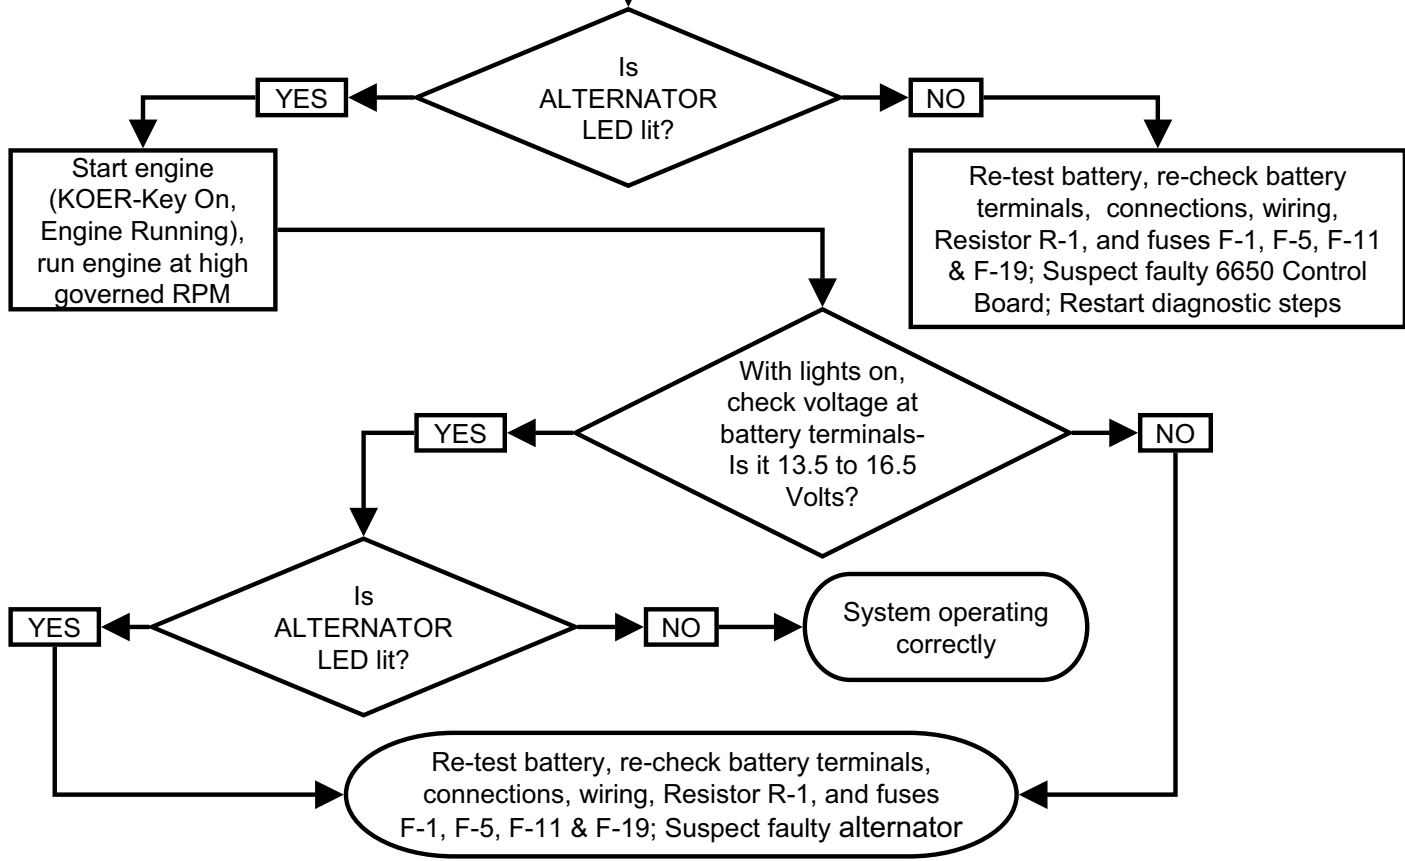 Is
ALTERNATOR
LED lit?
YES
NO
Start engine
(KOER-Key On,
Engine Running),
run engine at high
governed RPM
Re-test battery, re-check battery
terminals,  connections, wiring,
Resistor R-1, and fuses F-1, F-5, F-11
& F-19; Suspect faulty 6650 Control
Board; Restart diagnostic steps
With lights on,
check voltage at
battery terminals-
Is it 13.5 to 16.5
Volts?
YES
NO
Is
ALTERNATOR
LED lit?
YES
NO
System operating
correctly
Re-test battery, re-check battery terminals,
connections, wiring, Resistor R-1, and fuses
F-1, F-5, F-11 & F-19; Suspect faulty alternator